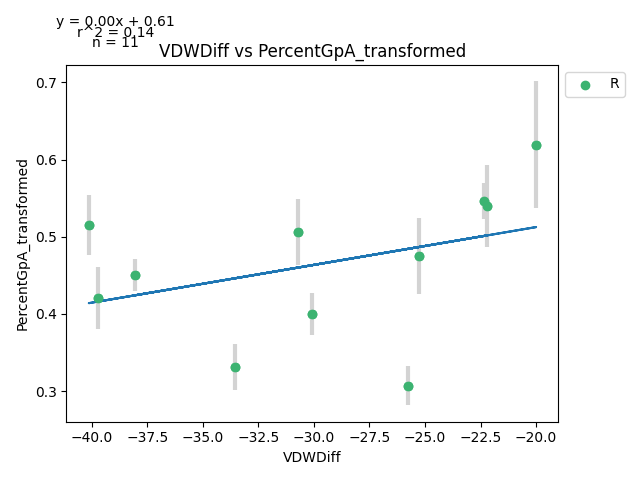 y = 0.00x + 0.61
r^2 = 0.14
n = 11
VDWDiff vs PercentGpA_transformed
R
PercentGpA_transformed
0.7
0.6
0.5
0.4
0.3
−40.0 −37.5 −35.0 −32.5 −30.0 −27.5 −25.0 −22.5 −20.0
VDWDiff